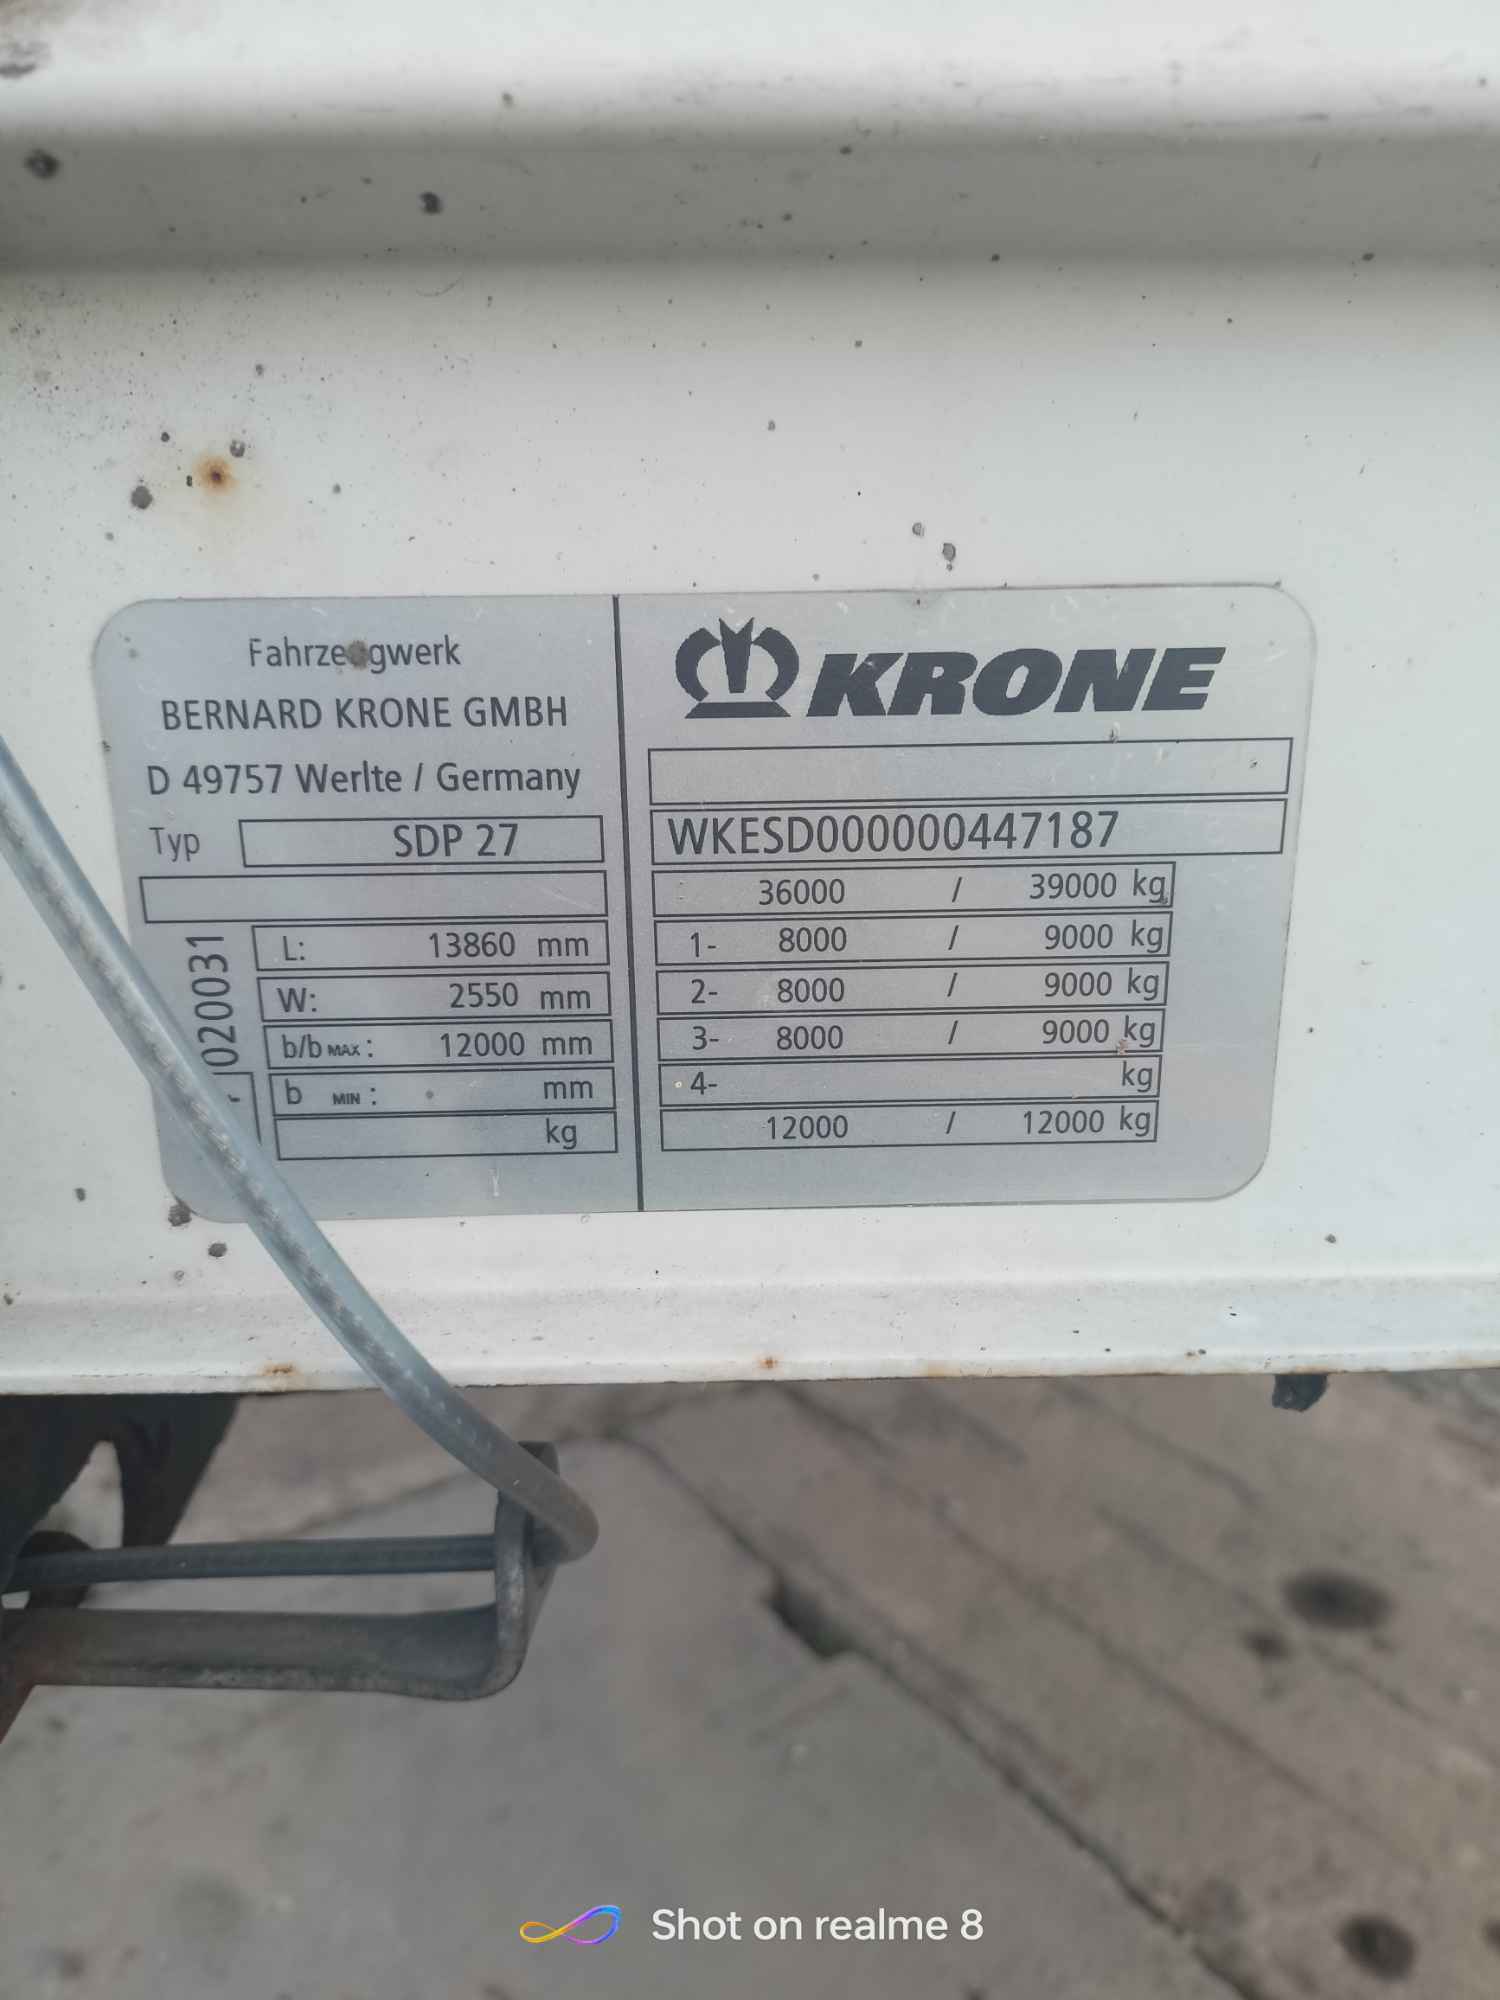 Fahrzeugwerk
BERNARD KRONE GMBH
D 49757 Werlte / Germany
Typ SDP 27
020031
L: 13860 mm
W: 2550 mm
b/b MAX : 12000 mm
b MIN : mm
kg
KRONE
WKESD000000447187
36000 / 39000 kg
1- 8000 / 9000 kg
2- 8000 / 9000 kg
3- 8000 / 9000 kg
4- kg
12000 / 12000 kg
Shot on realme 8